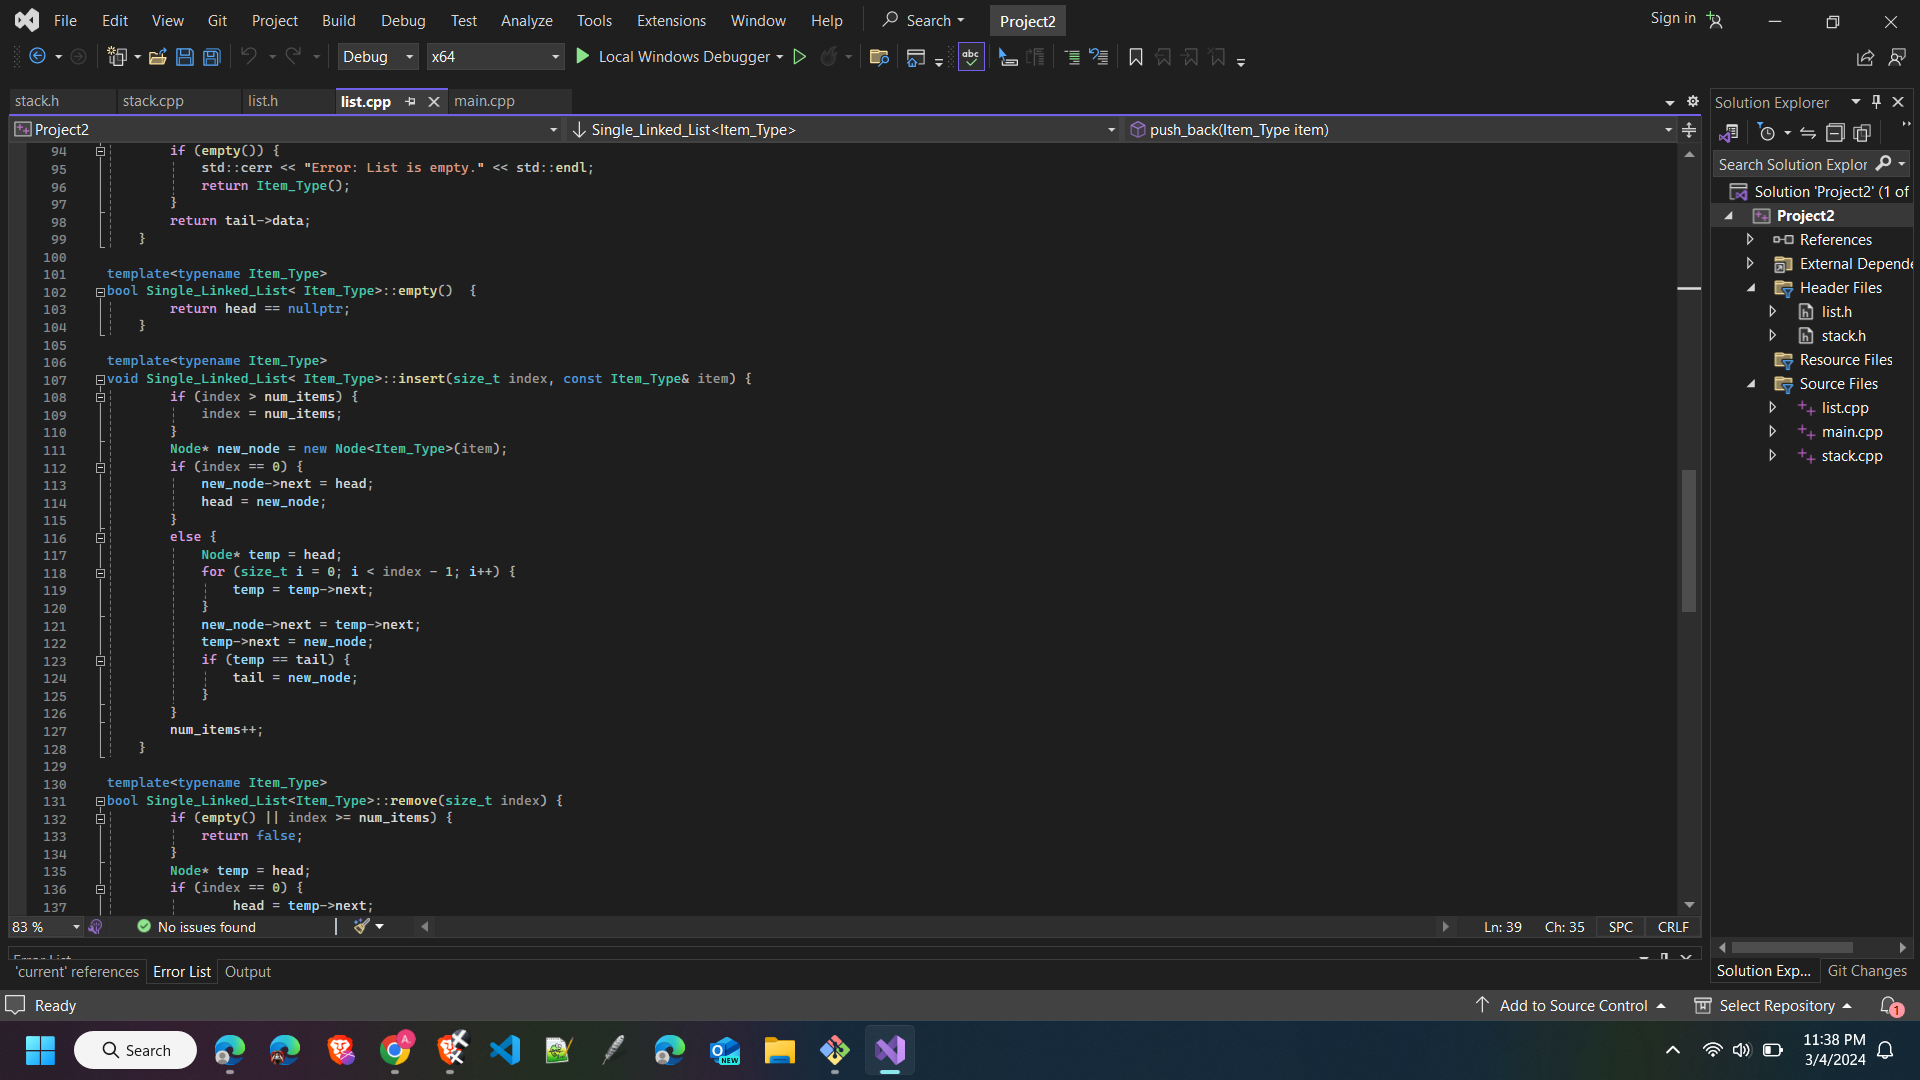 File Edit View Git Project Build Debug Test Analyze Tools Extensions Window Help Search Project2 Sign in
Debug x64 Local Windows Debugger abc
stack.h stack.cpp list.h list.cpp main.cpp
Project2 Single_Linked_List<Item_Type> push_back(Item_Type item)
94 if (empty()) {
95 std::cerr << "Error: List is empty." << std::endl;
96 return Item_Type();
97 }
98 return tail->data;
99 }
100
101 template<typename Item_Type>
102 bool Single_Linked_List< Item_Type>::empty() {
103 return head == nullptr;
104 }
105
106 template<typename Item_Type>
107 void Single_Linked_List< Item_Type>::insert(size_t index, const Item_Type& item) {
108 if (index > num_items) {
109 index = num_items;
110 }
111 Node* new_node = new Node<Item_Type>(item);
112 if (index == 0) {
113 new_node->next = head;
114 head = new_node;
115 }
116 else {
117 Node* temp = head;
118 for (size_t i = 0; i < index - 1; i++) {
119 temp = temp->next;
120 }
121 new_node->next = temp->next;
122 temp->next = new_node;
123 if (temp == tail) {
124 tail = new_node;
125 }
126 }
127 num_items++;
128 }
129
130 template<typename Item_Type>
131 bool Single_Linked_List<Item_Type>::remove(size_t index) {
132 if (empty() || index >= num_items) {
133 return false;
134 }
135 Node* temp = head;
136 if (index == 0) {
137 head = temp->next;
83 % No issues found Ln: 39 Ch: 35 SPC CRLF
Error List
'current' references Error List Output
Solution Explorer
Search Solution Explor
Solution 'Project2' (1 of
Project2
References
External Depende
Header Files
list.h
stack.h
Resource Files
Source Files
list.cpp
main.cpp
stack.cpp
Solution Exp... Git Changes
Ready Add to Source Control Select Repository 1
Search A NEW 11:38 PM
3/4/2024